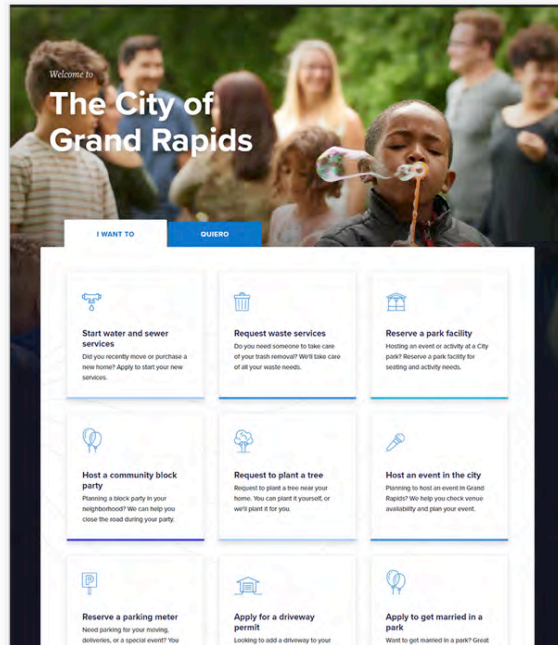 Welcome to
The City of
Grand Rapids
I WANT TO
QUIERO
Start water and sewer
services
Did you recently move or purchase a
new home? Apply to start your new
services.
Request waste services
Do you need someone to take care
of your trash removal? We'll take care
of all your waste needs.
Reserve a park facility
Hosting an event or activity at a City
park? Reserve a park facility for
seating and activity needs.
Host a community block
party
Planning a block party in your
neighborhood? We can help you
close the road during your party.
Request to plant a tree
Request to plant a tree near your
home. You can plant it yourself, or
we'll plant it for you.
Host an event in the city
Planning to host an event in Grand
Rapids? We help you check venue
availability and plan your event.
Reserve a parking meter
Need parking for your moving,
deliveries, or a special event? You
Apply for a driveway
permit
Looking to add a driveway to your
Apply to get married in a
park
Want to get married in a park? Great